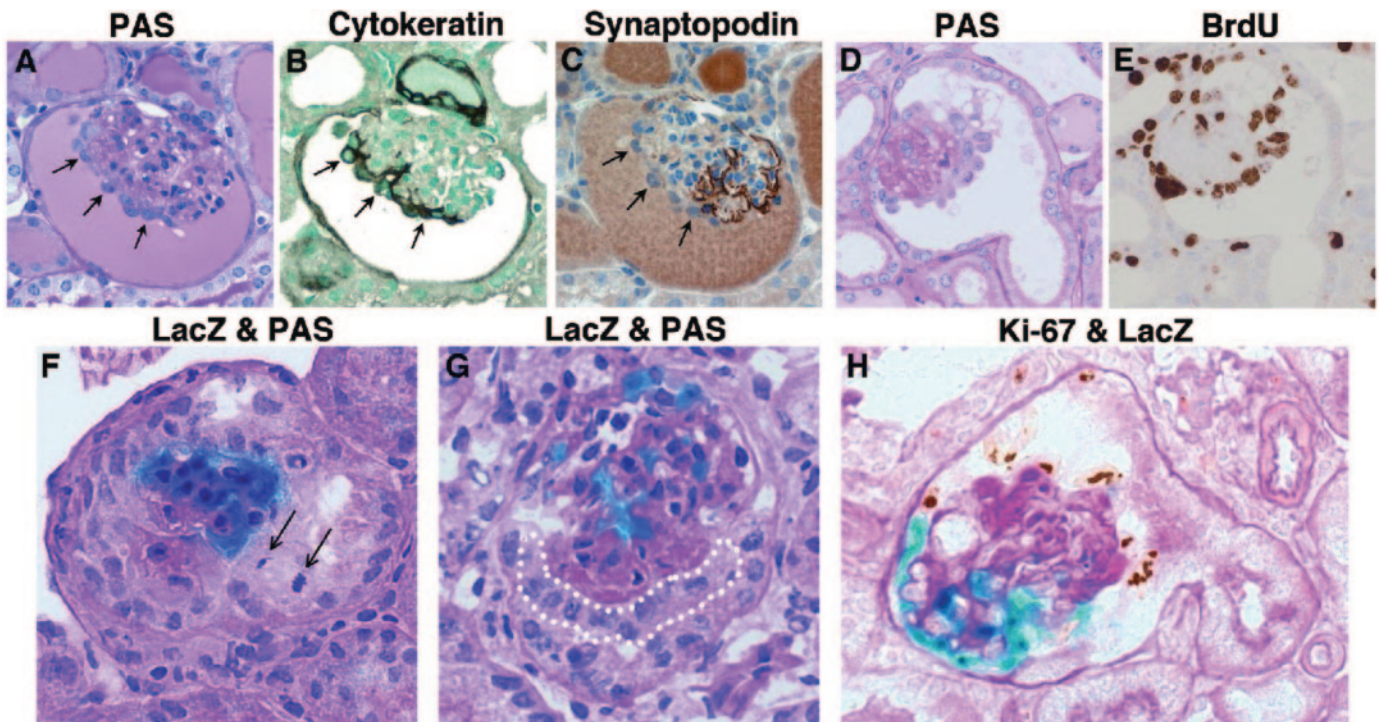 PAS Cytokeratin Synaptopodin PAS BrdU
A B C D E
LacZ & PAS LacZ & PAS Ki-67 & LacZ
F G H